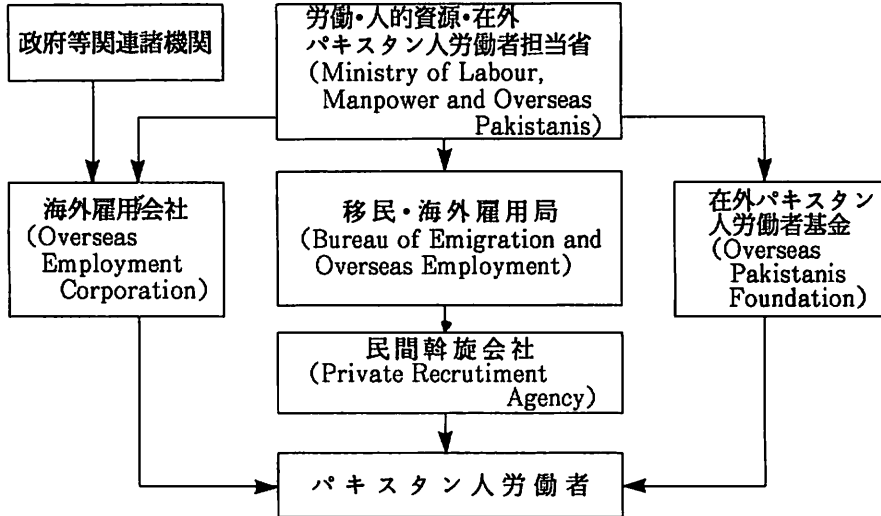 政府等関連諸機関
労働・人的資源・在外
パキスタン人労働者担当省
(Ministry of Labour,
Manpower and Overseas
Pakistanis)
海外雇用会社
(Overseas
Employment
Corporation)
移民・海外雇用局
(Bureau of Emigration and
Overseas Employment)
在外パキスタン
人労働者基金
(Overseas
Pakistanis
Foundation)
民間斡旋会社
(Private Recrutiment
Agency)
パキスタン人労働者